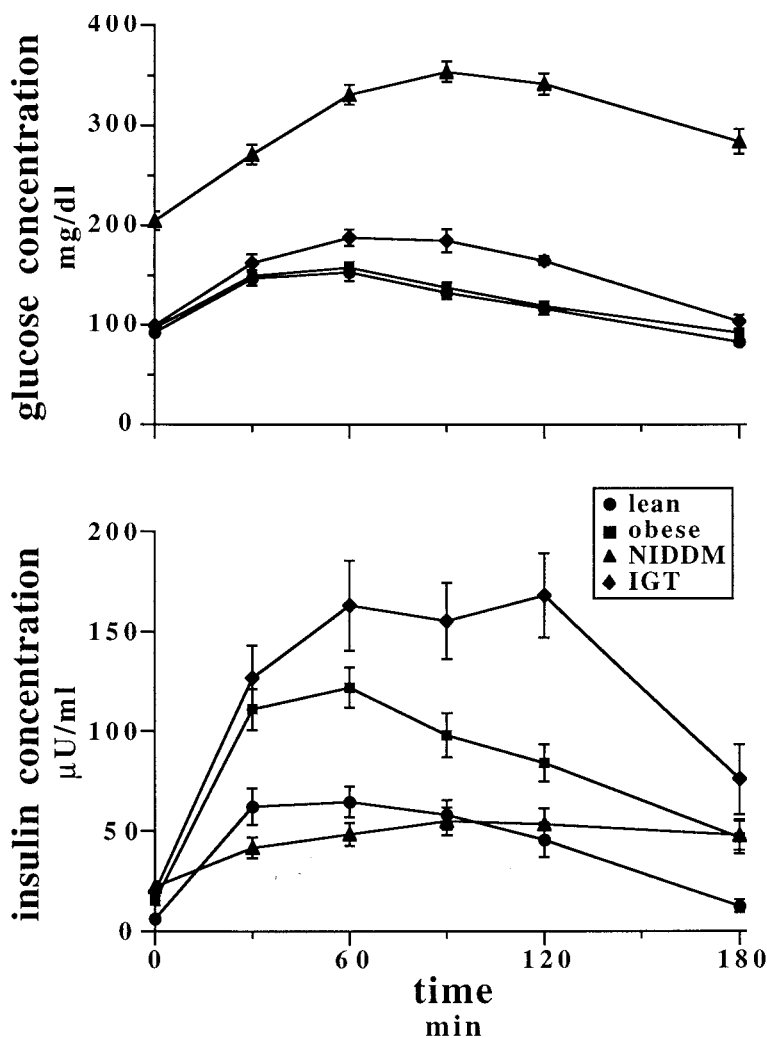 400
300
200
100
0
glucose concentration
mg/dl
lean
obese
NIDDM
IGT
200
150
100
50
0
insulin concentration
μU/ml
0 60 120 180
time
min